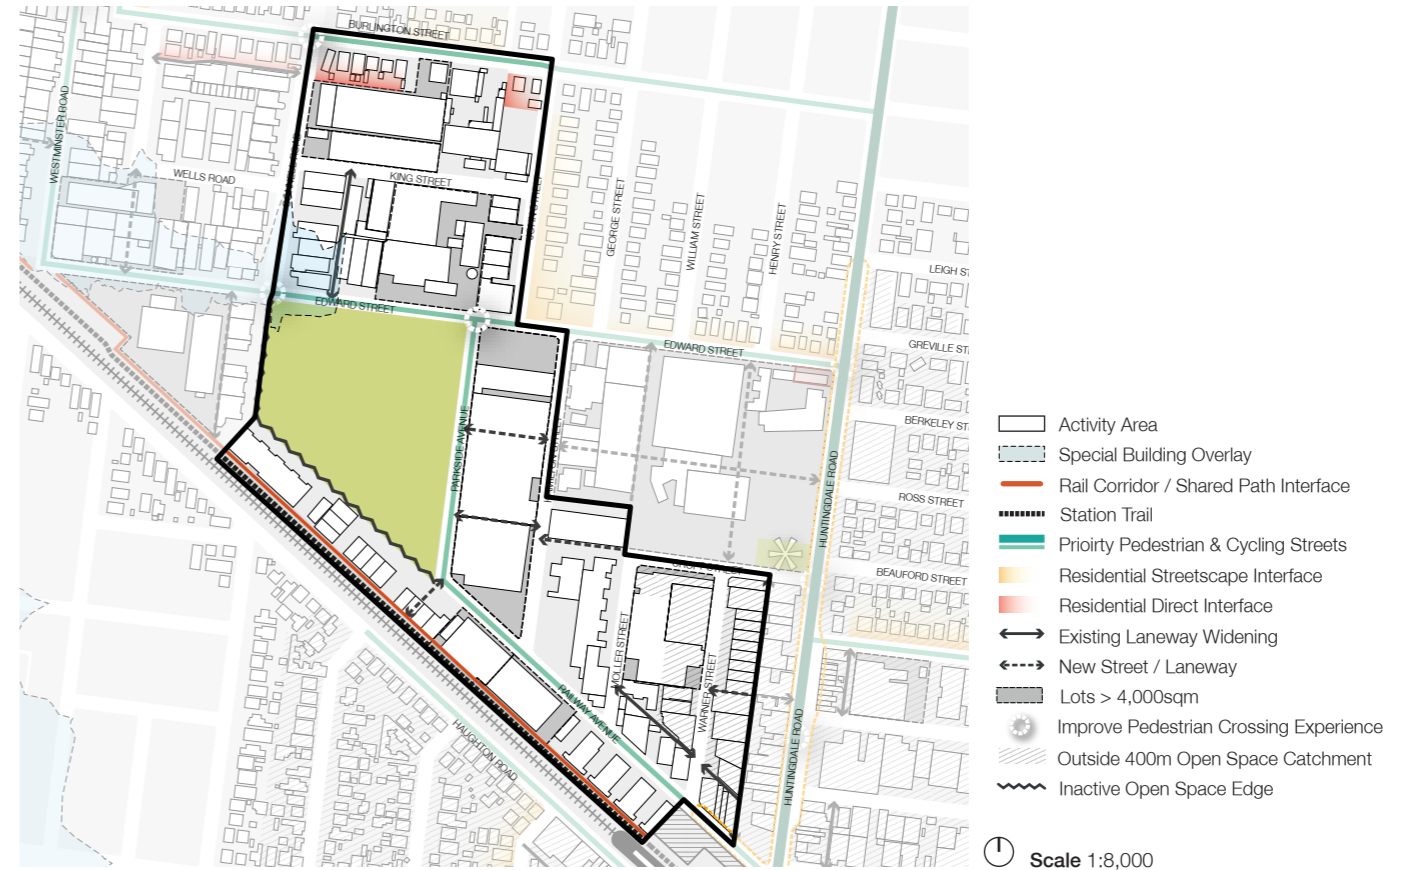 BURLINGTON STREET
WESTMINSTER ROAD
WELLS ROAD
KING STREET
GEORGE STREET
WILLIAM STREET
HENRY STREET
LEIGH ST
EDWARD STREET
EDWARD STREET
GREVILLE ST
BERKELEY ST
PARKSIDE AVENUE
HUNTINGDALE ROAD
ROSS STREET
BEAUFORD STREET
MOLLER STREET
WARNER STREET
RAILWAY AVENUE
HAUGHTON ROAD
HUNTINGDALE ROAD
Activity Area
Special Building Overlay
Rail Corridor / Shared Path Interface
Station Trail
Prioirty Pedestrian & Cycling Streets
Residential Streetscape Interface
Residential Direct Interface
Existing Laneway Widening
New Street / Laneway
Lots > 4,000sqm
Improve Pedestrian Crossing Experience
Outside 400m Open Space Catchment
Inactive Open Space Edge
Scale 1:8,000